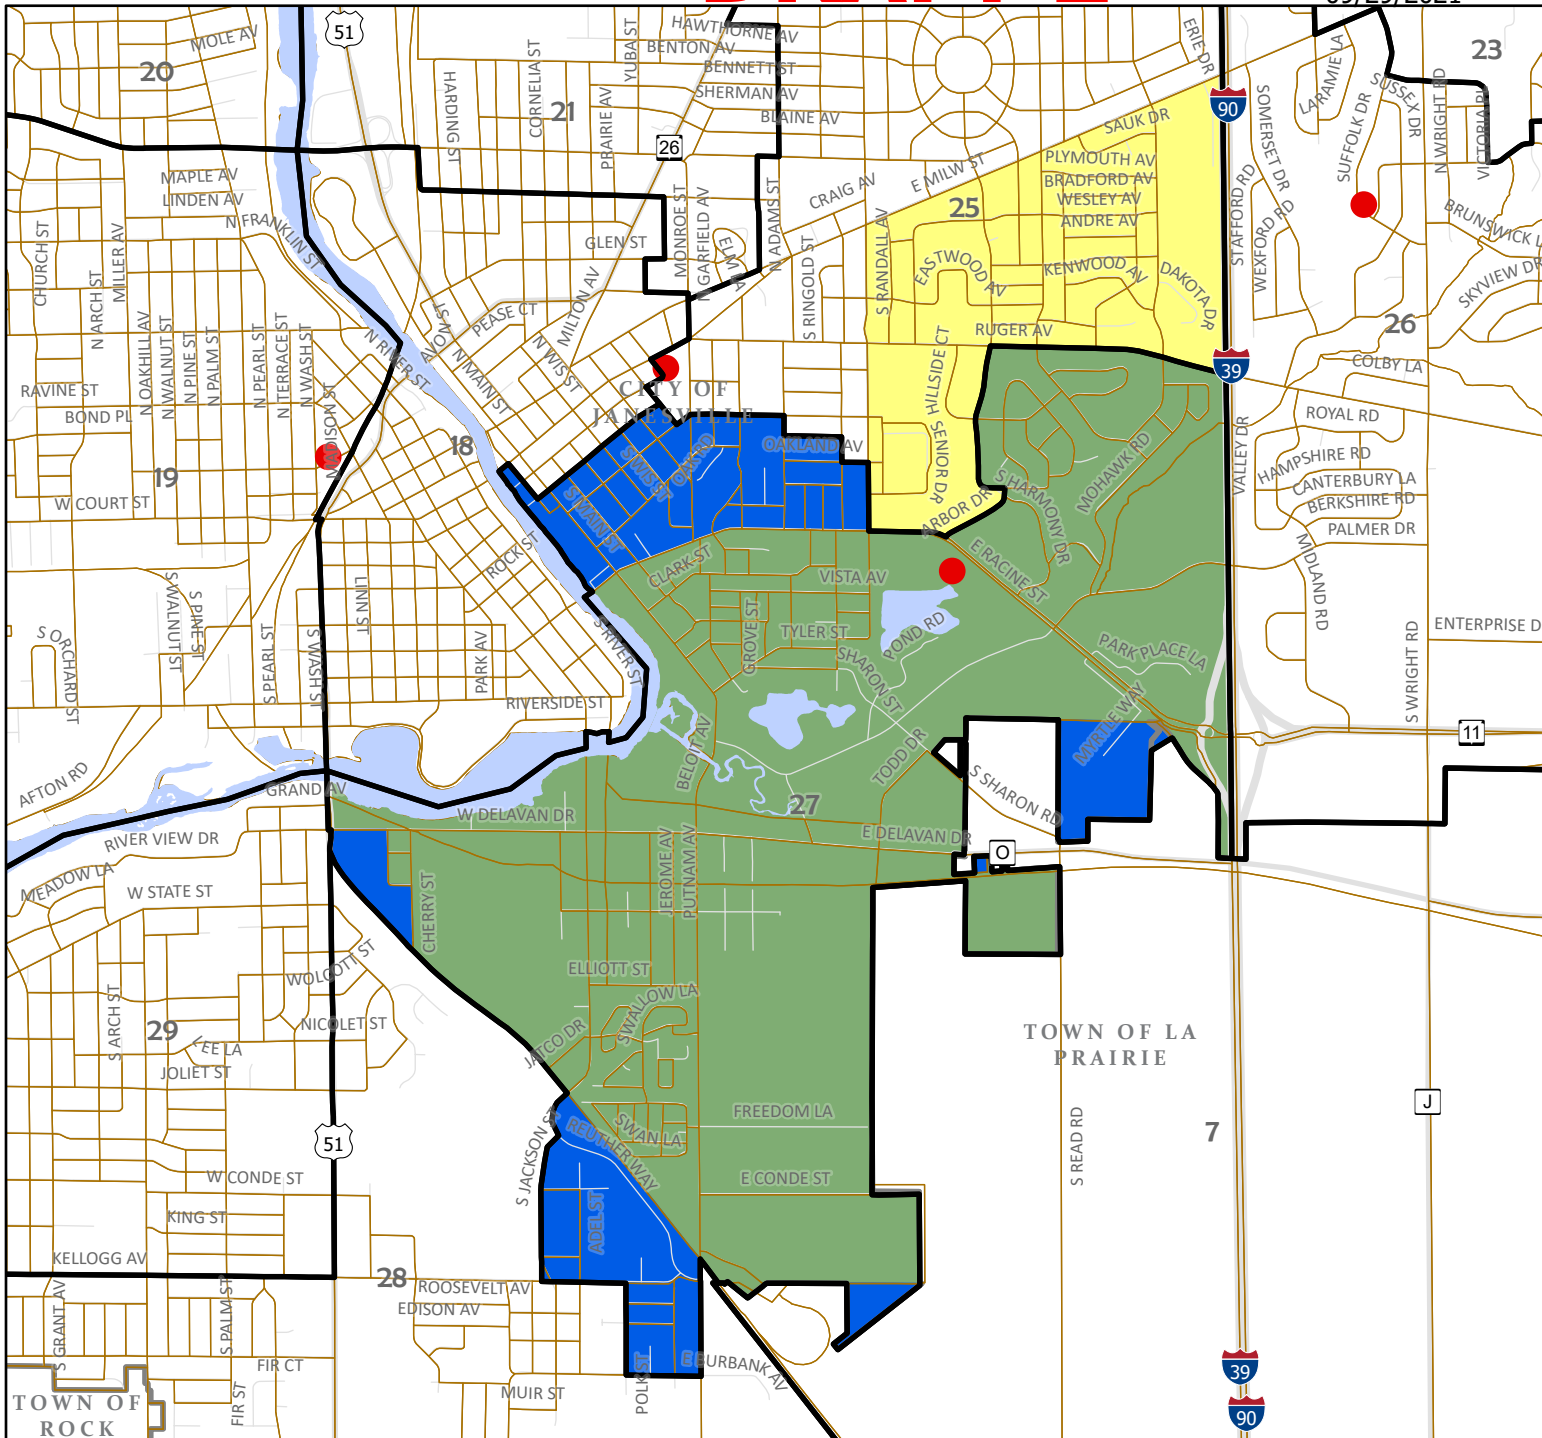 09/29/2021
51
HAWTHORNE AV
23
MOLE AV
YUBA ST
BENTON AV
ERIE DR
20
BENNETT ST
LARAMIE LA
SUSSEX DR
N WRIGHT RD
HARDING ST
CORNELIA ST
21
PRAIRIE AV
SHERMAN AV
90
SOMERSET DR
SUFFOLK DR
BLAINE AV
SAUK DR
26
MAPLE AV
PLYMOUTH AV
LINDEN AV
CRAIG AV
E MILW ST
BRADFORD AV
STAFFORD RD
N FRANKLIN ST
MONROE ST
N GARFIELD AV
N ADAMS ST
25
WESLEY AV
WEXFORD RD
ANDRE AV
BRUNSWICK L
CHURCH ST
MILLER AV
GLEN ST
ELM LA
S RINGOLD ST
S RANDALL AV
EASTWOOD AV
KENWOOD AV
DAKOTA DR
SKYVIEW DR
N ARCH ST
PEASE CT
MILTON AV
RUGER AV
26
N OAKHILL AV
N WALNUT ST
N PINE ST
N PALM ST
N PEARL ST
N TERRACE ST
N WASH ST
N RIVER ST
N MAIN ST
N WIS ST
HILLSIDE CT
39
COLBY LA
RAVINE ST
CITY OF
JANESVILLE
BOND PL
N MADISON ST
ROYAL RD
18
S WIS ST
OAKLAND AV
SENIOR DR
MOHAWK RD
VALLEY DR
HAMPSHIRE RD
19
CANTERBURY LA
W COURT ST
S MAIN ST
ARBOR DR
S HARMONY DR
BERKSHIRE RD
PALMER DR
ROCK ST
CLARK ST
VISTA AV
E RACINE ST
MIDLAND RD
S WALNUT ST
S PINE ST
LINN ST
S ORCHARD ST
S PEARL ST
S WASH ST
PARK AV
S RIVER ST
GROVE ST
TYLER ST
POND RD
ENTERPRISE D
SHARON ST
PARK PLACE LA
S WRIGHT RD
RIVERSIDE ST
BELOIT AV
MYRTLE WAY
11
AFTON RD
TODD DR
GRAND AV
S SHARON RD
27
W DELAVAN DR
RIVER VIEW DR
E DELAVAN DR
O
MEADOW LA
W STATE ST
CHERRY ST
JEROME AV
PUTNAM AV
WOLCOTT ST
ELLIOTT ST
S ARCH ST
SWALLOW LA
29
NICOLET ST
JATCO DR
TOWN OF LA
PRAIRIE
LEE LA
JOLIET ST
J
FREEDOM LA
51
S JACKSON ST
REUTHER WAY
SWAN LA
7
S READ RD
W CONDE ST
E CONDE ST
KING ST
ADEL ST
KELLOGG AV
28
ROOSEVELT AV
EDISON AV
S GRANT AV
S PALM ST
FIR CT
E BURBANK AV
39
TOWN OF
ROCK
FIR ST
MUIR ST
POLK ST
90